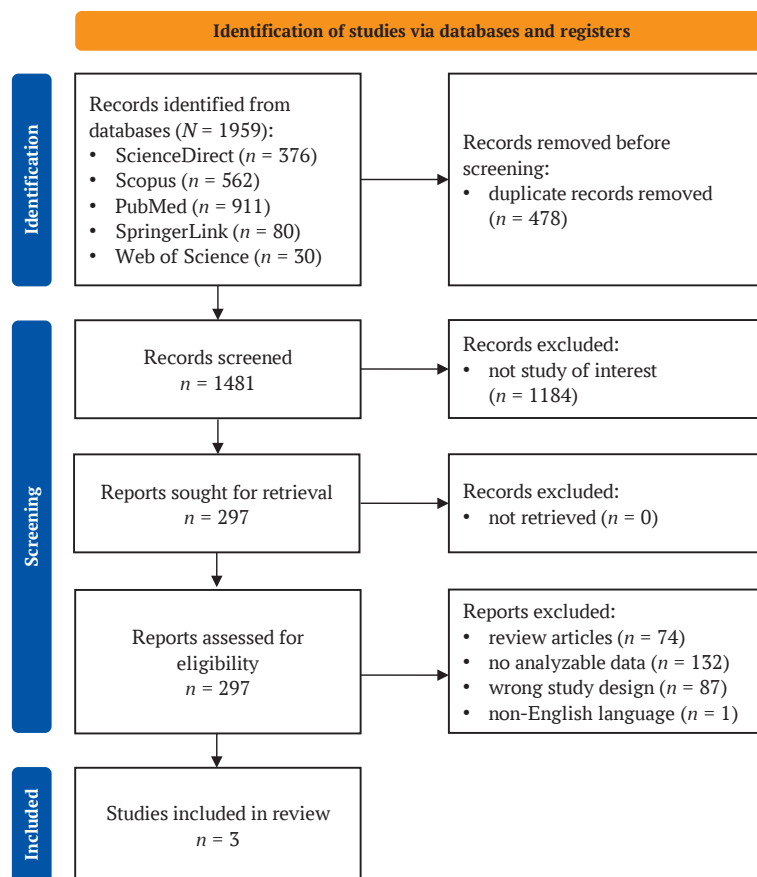 Identification of studies via databases and registers
Identification
Records identified from
databases (N = 1959):
• ScienceDirect (n = 376)
• Scopus (n = 562)
• PubMed (n = 911)
• SpringerLink (n = 80)
• Web of Science (n = 30)
Records removed before
screening:
• duplicate records removed
(n = 478)
Screening
Records screened
n = 1481
Records excluded:
• not study of interest
(n = 1184)
Reports sought for retrieval
n = 297
Records excluded:
• not retrieved (n = 0)
Reports assessed for
eligibility
n = 297
Reports excluded:
• review articles (n = 74)
• no analyzable data (n = 132)
• wrong study design (n = 87)
• non-English language (n = 1)
Included
Studies included in review
n = 3